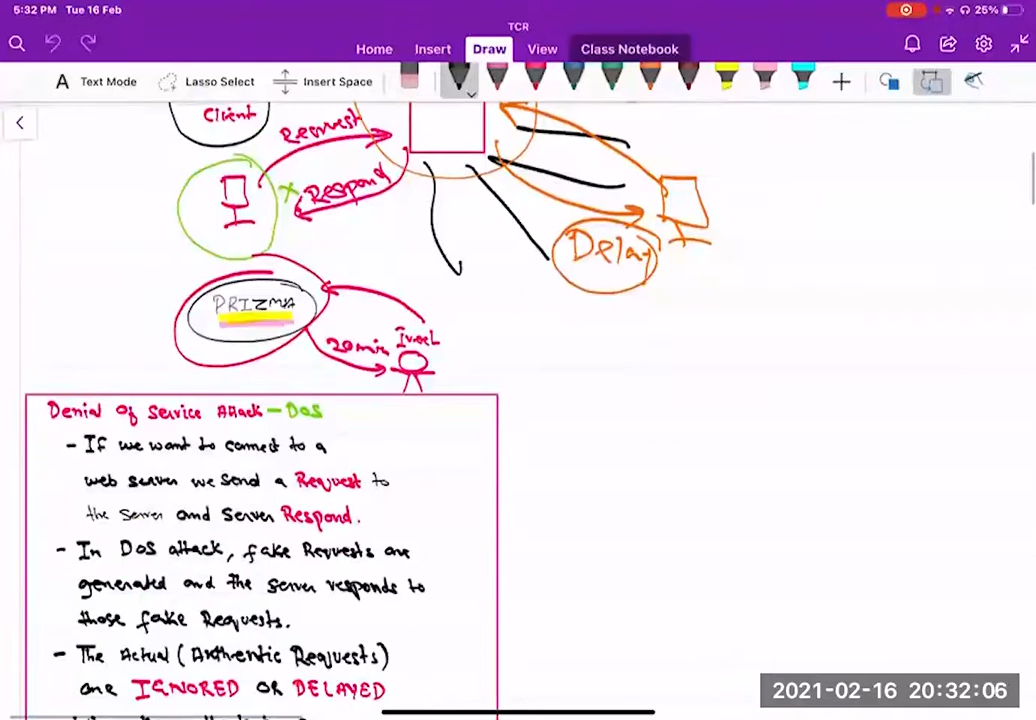 5:32 PM Tue 16 Feb
25%
TCR
Home Insert Draw View Class Notebook
A Text Mode Lasso Select Insert Space
Client
Request
Respond
Delay
PRIZMA
20min
Denial of Service Attack - DoS
- If we want to connect to a
web server we send a Request to
the server and server Respond.
- In DoS attack, fake Requests are
generated and the server responds to
those fake Requests.
- The Actual (Authentic Requests)
are IGNORED OR DELAYED
2021-02-16 20:32:06